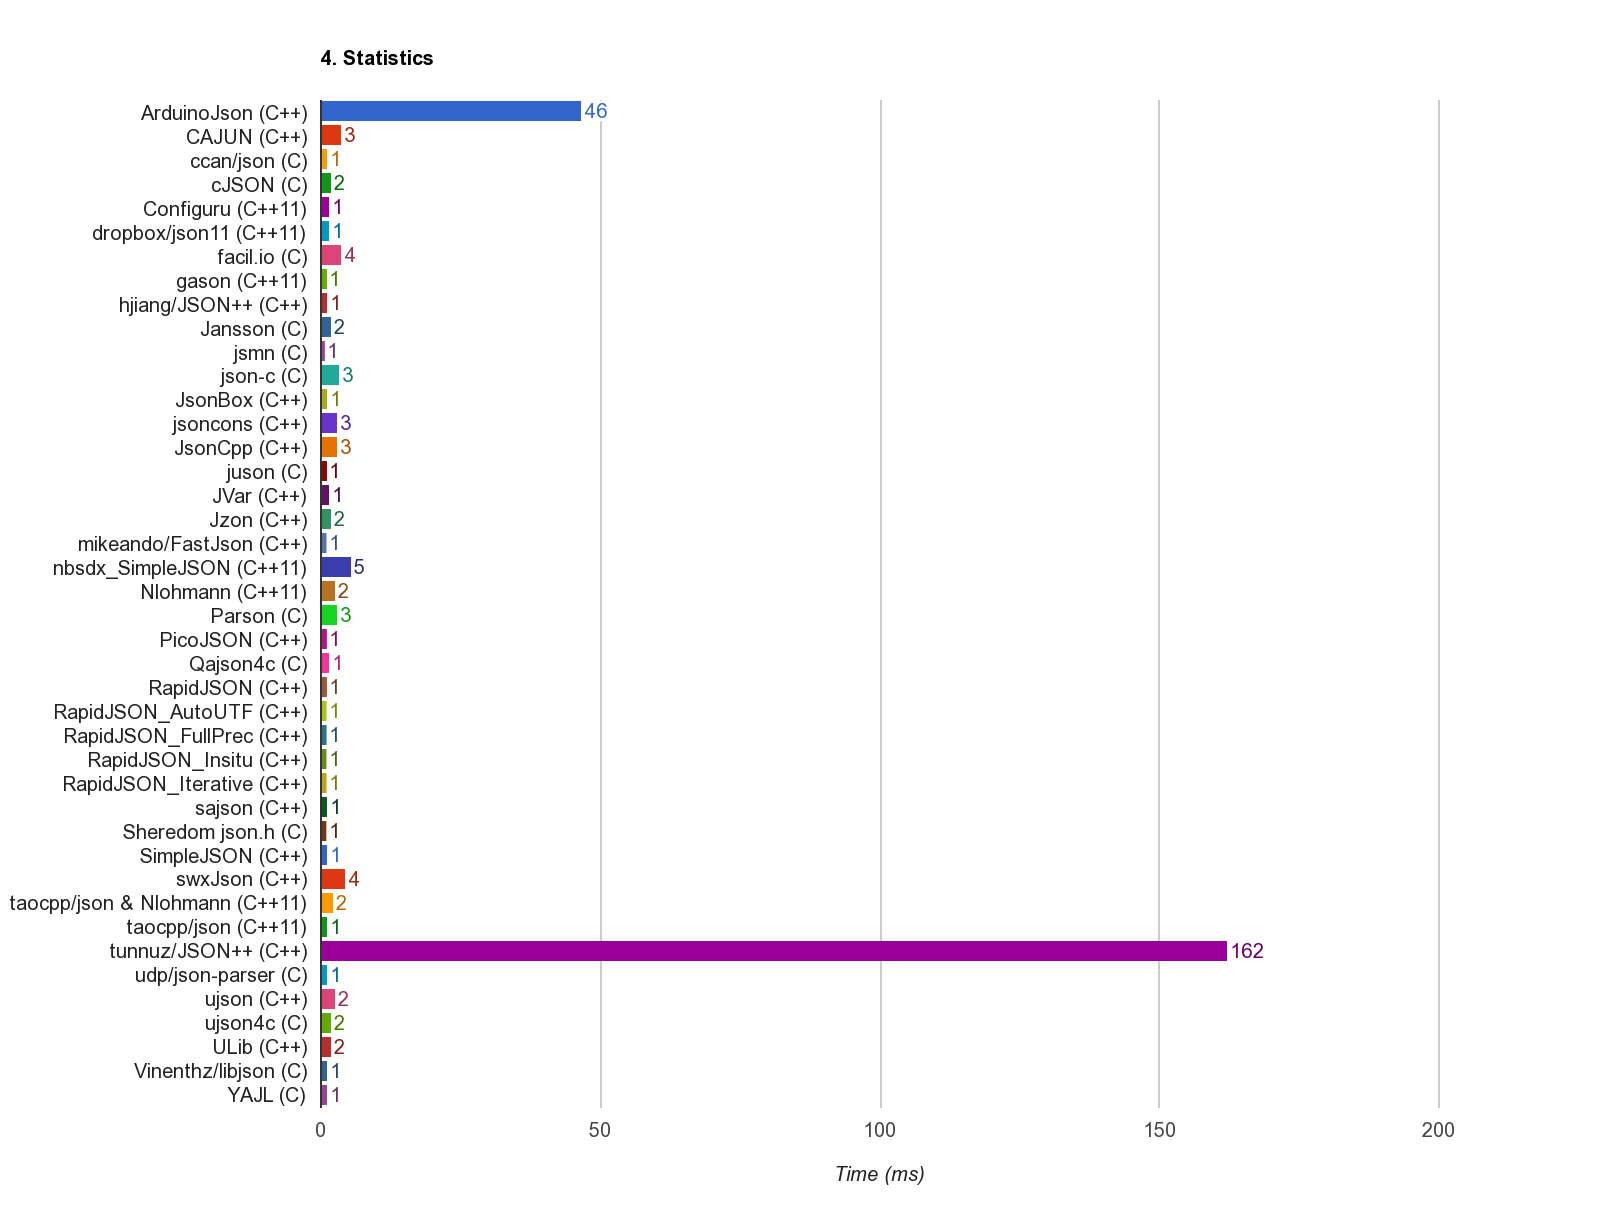 4. Statistics
ArduinoJson (C++) 46
CAJUN (C++) 3
ccan/json (C) 1
cJSON (C) 2
Configuru (C++11) 1
dropbox/json11 (C++11) 1
facil.io (C) 4
gason (C++11) 1
hjiang/JSON++ (C++) 1
Jansson (C) 2
jsmn (C) 1
json-c (C) 3
JsonBox (C++) 1
jsoncons (C++) 3
JsonCpp (C++) 3
juson (C) 1
JVar (C++) 1
Jzon (C++) 2
mikeando/FastJson (C++) 1
nbsdx_SimpleJSON (C++11) 5
Nlohmann (C++11) 2
Parson (C) 3
PicoJSON (C++) 1
Qajson4c (C) 1
RapidJSON (C++) 1
RapidJSON_AutoUTF (C++) 1
RapidJSON_FullPrec (C++) 1
RapidJSON_Insitu (C++) 1
RapidJSON_Iterative (C++) 1
sajson (C++) 1
Sheredom json.h (C) 1
SimpleJSON (C++) 1
swxJson (C++) 4
taocpp/json & Nlohmann (C++11) 2
taocpp/json (C++11) 1
tunnuz/JSON++ (C++) 162
udp/json-parser (C) 1
ujson (C++) 2
ujson4c (C) 2
ULib (C++) 2
Vinenthz/libjson (C) 1
YAJL (C) 1
0 50 100 150 200
Time (ms)